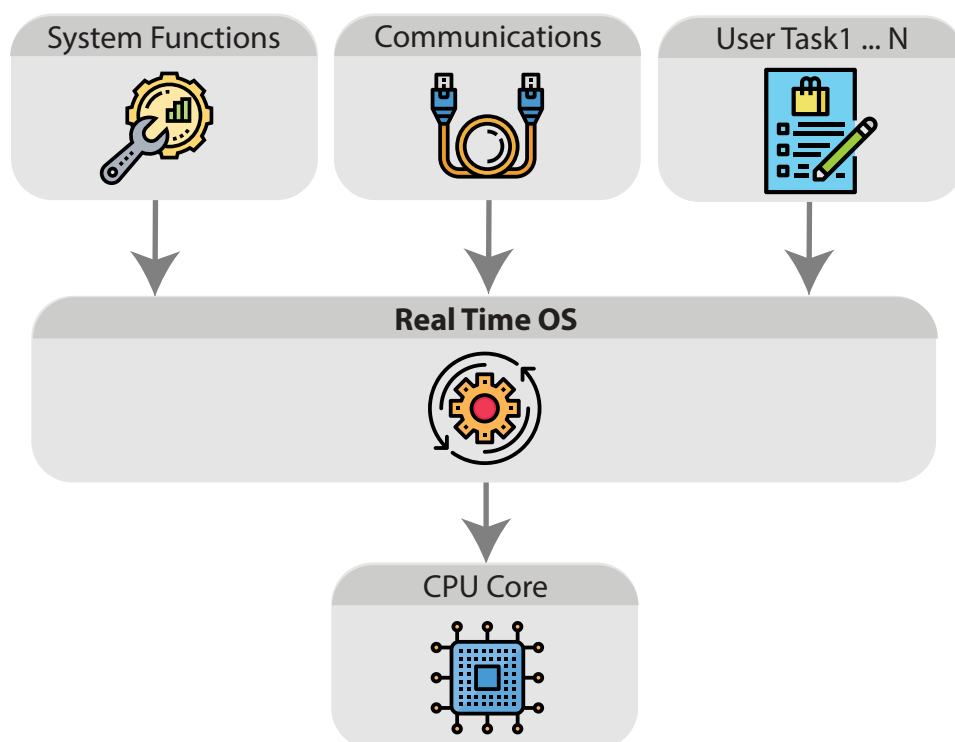 System Functions
Communications
User Task1 ... N
Real Time OS
CPU Core